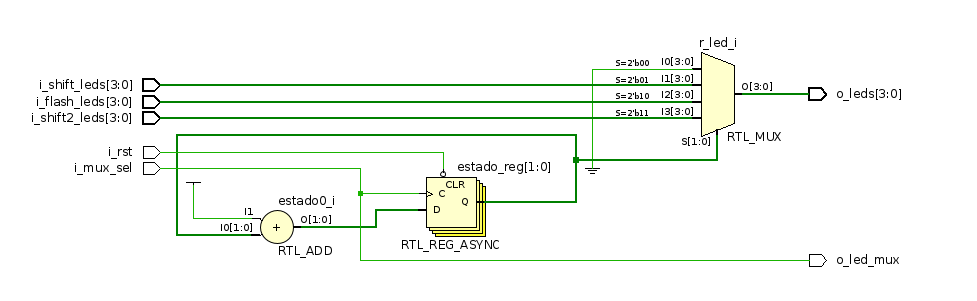 r_led_i
S=2'b00 I0[3:0]
i_shift_leds[3:0] S=2'b01 I1[3:0]
O[3:0] o_leds[3:0]
i_flash_leds[3:0] S=2'b10 I2[3:0]
i_shift2_leds[3:0] S=2'b11 I3[3:0]
S[1:0] RTL_MUX
i_rst
i_mux_sel estado_reg[1:0]
CLR
C
Q
D
estado0_i
I1 O[1:0]
I0[1:0] +
RTL_ADD RTL_REG_ASYNC
o_led_mux